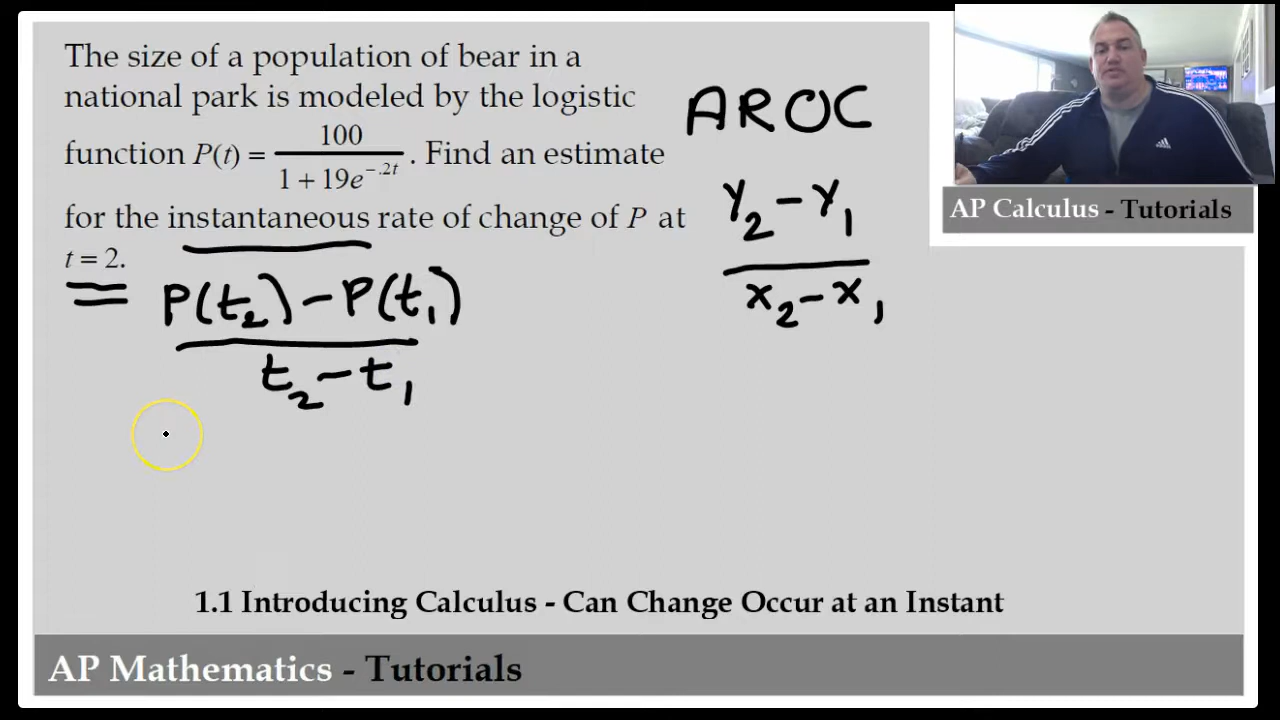 The size of a population of bear in a
national park is modeled by the logistic
function P(t) = 100 / (1 + 19e^(-.2t)) . Find an estimate
for the instantaneous rate of change of P at
t = 2.
P(t₂) – P(t₁)
t₂ – t₁
AROC
Y₂ – Y₁
x₂ – x₁
AP Calculus - Tutorials
1.1 Introducing Calculus - Can Change Occur at an Instant
AP Mathematics - Tutorials